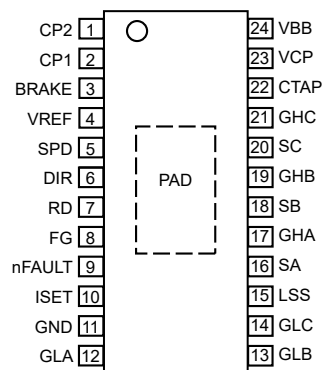 CP2 1
CP1 2
BRAKE 3
VREF 4
SPD 5
DIR 6
RD 7
FG 8
nFAULT 9
ISET 10
GND 11
GLA 12
PAD
24 VBB
23 VCP
22 CTAP
21 GHC
20 SC
19 GHB
18 SB
17 GHA
16 SA
15 LSS
14 GLC
13 GLB